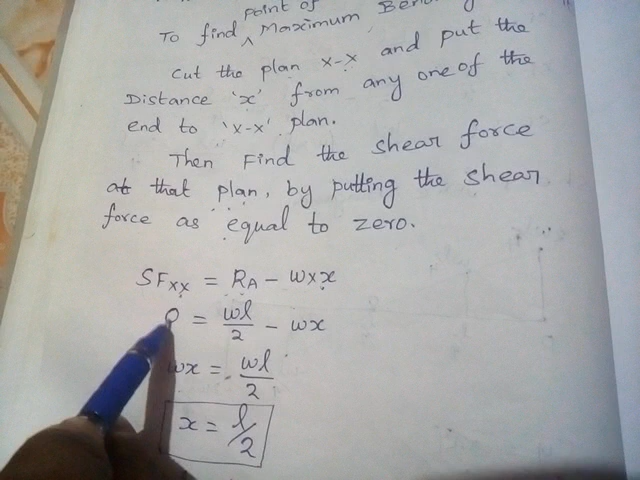 point of
To find ^ Maximum
Cut the plan x-x and put the
Distance 'x' from any one of the
end to 'x-x' plan.
Then Find the shear force
at that plan, by putting the shear
force as equal to zero.
SFxx = RA - w×x
0 = wl/2 - wx
wx = wl/2
x = l/2